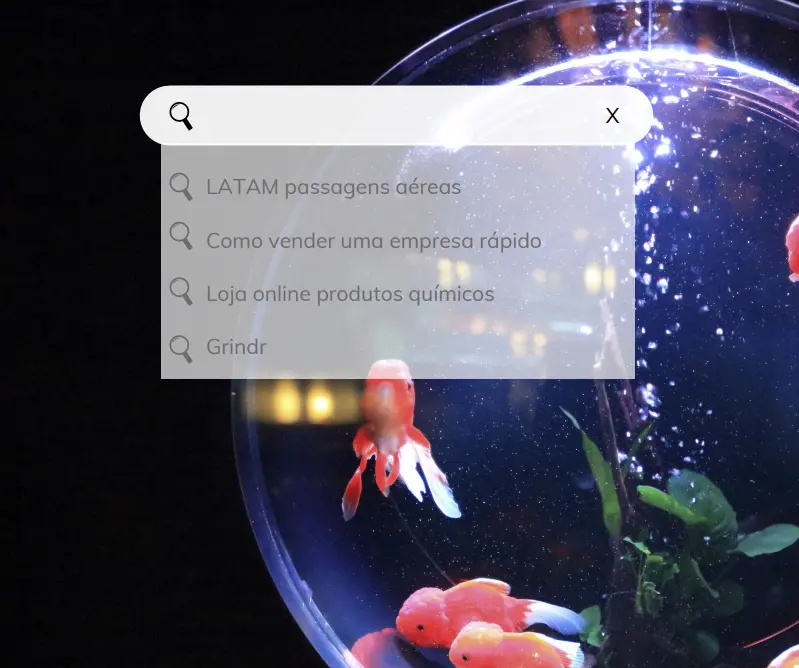 X
LATAM passagens aéreas
Como vender uma empresa rápido
Loja online produtos químicos
Grindr